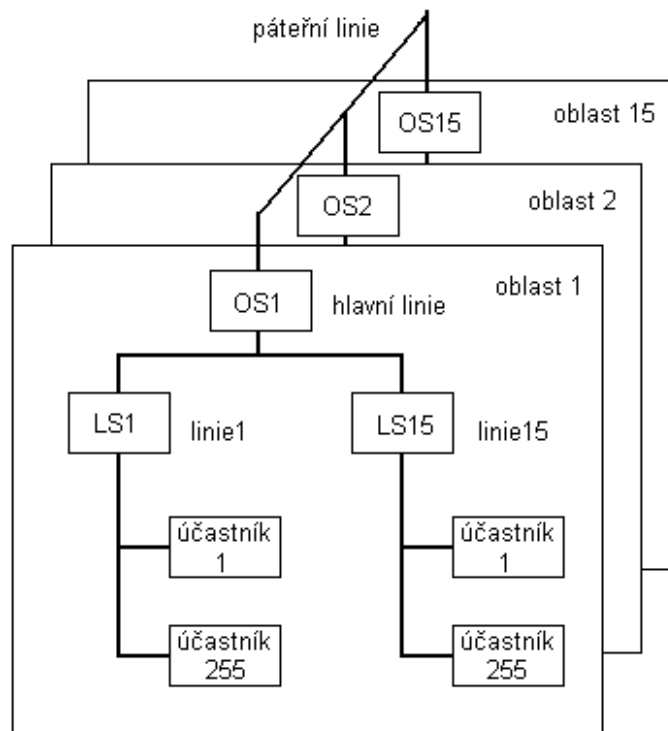 páteřní linie
OS15
oblast 15
OS2
oblast 2
OS1
hlavní linie
oblast 1
LS1
linie1
LS15
linie15
účastník
1
účastník
1
účastník
255
účastník
255